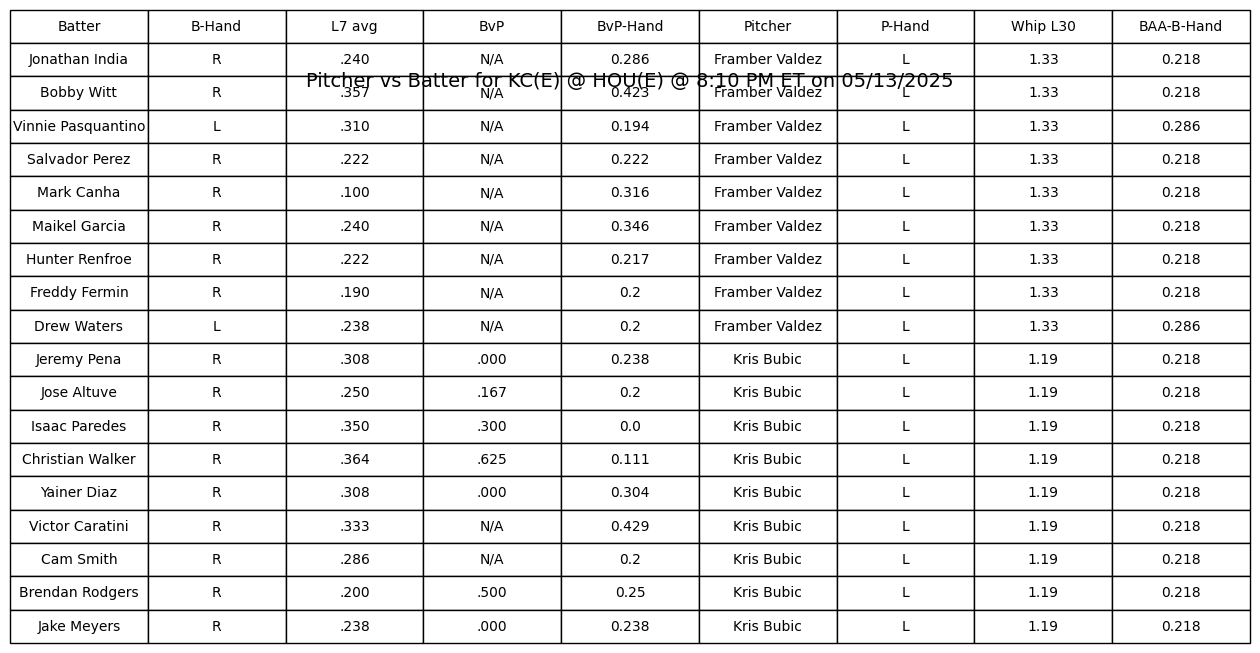 Batter B-Hand L7 avg BvP BvP-Hand Pitcher P-Hand Whip L30 BAA-B-Hand
Jonathan India R .240 N/A 0.286 Framber Valdez L 1.33 0.218
Pitcher vs Batter for KC(E) @ HOU(E) @ 8:10 PM ET on 05/13/2025
Bobby Witt R .357 N/A 0.423 Framber Valdez L 1.33 0.218
Vinnie Pasquantino L .310 N/A 0.194 Framber Valdez L 1.33 0.286
Salvador Perez R .222 N/A 0.222 Framber Valdez L 1.33 0.218
Mark Canha R .100 N/A 0.316 Framber Valdez L 1.33 0.218
Maikel Garcia R .240 N/A 0.346 Framber Valdez L 1.33 0.218
Hunter Renfroe R .222 N/A 0.217 Framber Valdez L 1.33 0.218
Freddy Fermin R .190 N/A 0.2 Framber Valdez L 1.33 0.218
Drew Waters L .238 N/A 0.2 Framber Valdez L 1.33 0.286
Jeremy Pena R .308 .000 0.238 Kris Bubic L 1.19 0.218
Jose Altuve R .250 .167 0.2 Kris Bubic L 1.19 0.218
Isaac Paredes R .350 .300 0.0 Kris Bubic L 1.19 0.218
Christian Walker R .364 .625 0.111 Kris Bubic L 1.19 0.218
Yainer Diaz R .308 .000 0.304 Kris Bubic L 1.19 0.218
Victor Caratini R .333 N/A 0.429 Kris Bubic L 1.19 0.218
Cam Smith R .286 N/A 0.2 Kris Bubic L 1.19 0.218
Brendan Rodgers R .200 .500 0.25 Kris Bubic L 1.19 0.218
Jake Meyers R .238 .000 0.238 Kris Bubic L 1.19 0.218